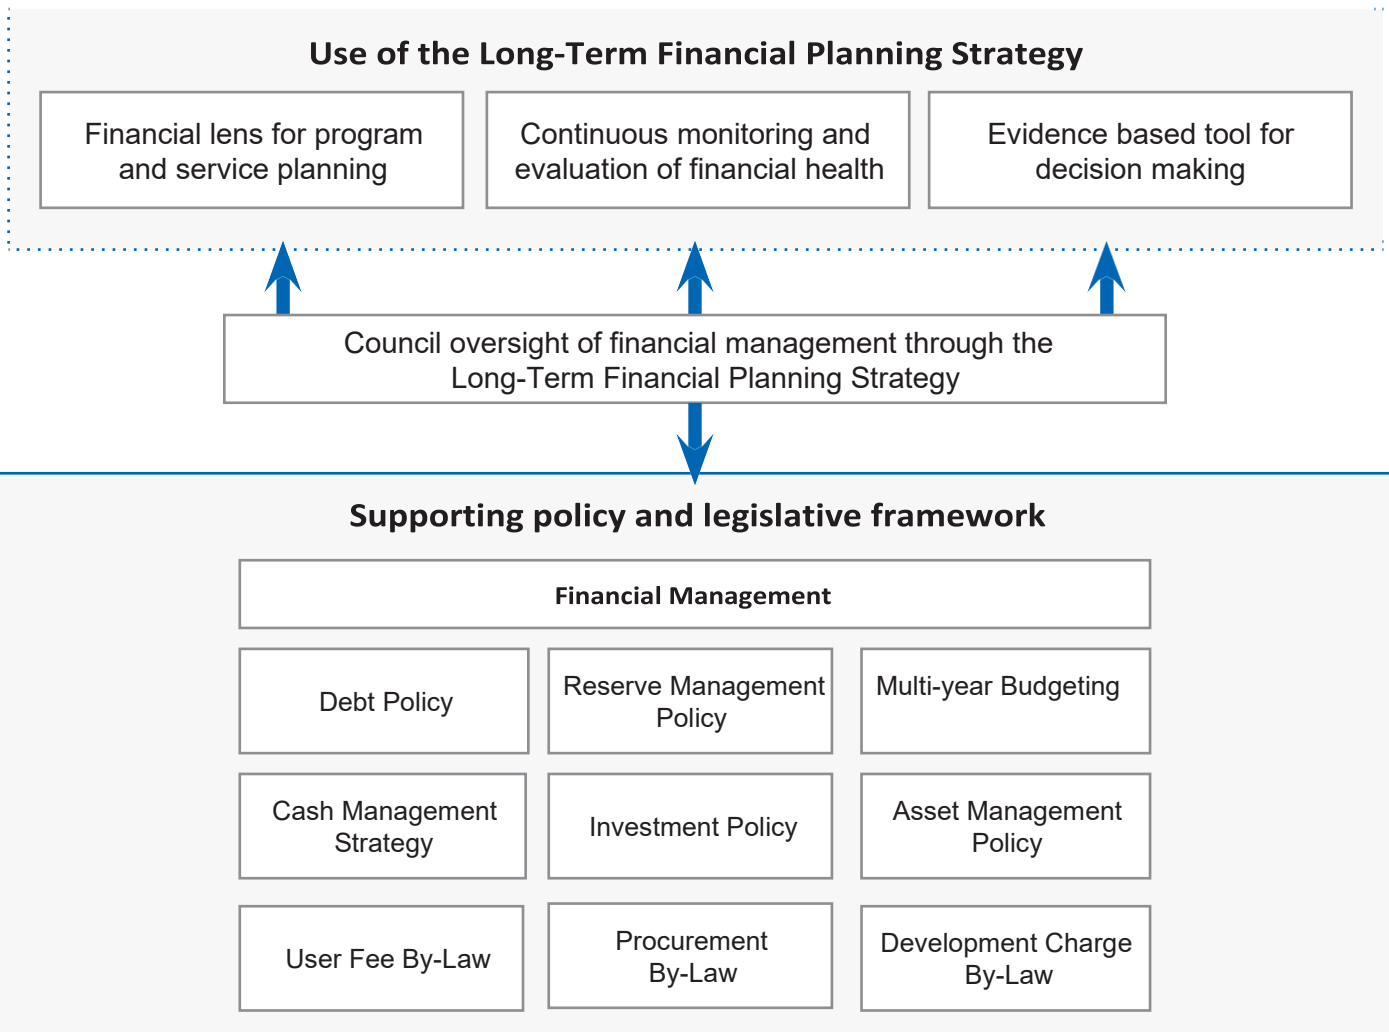 Use of the Long-Term Financial Planning Strategy
Financial lens for program
and service planning
Continuous monitoring and
evaluation of financial health
Evidence based tool for
decision making
Council oversight of financial management through the
Long-Term Financial Planning Strategy
Supporting policy and legislative framework
Financial Management
Debt Policy
Reserve Management
Policy
Multi-year Budgeting
Cash Management
Strategy
Investment Policy
Asset Management
Policy
User Fee By-Law
Procurement
By-Law
Development Charge
By-Law